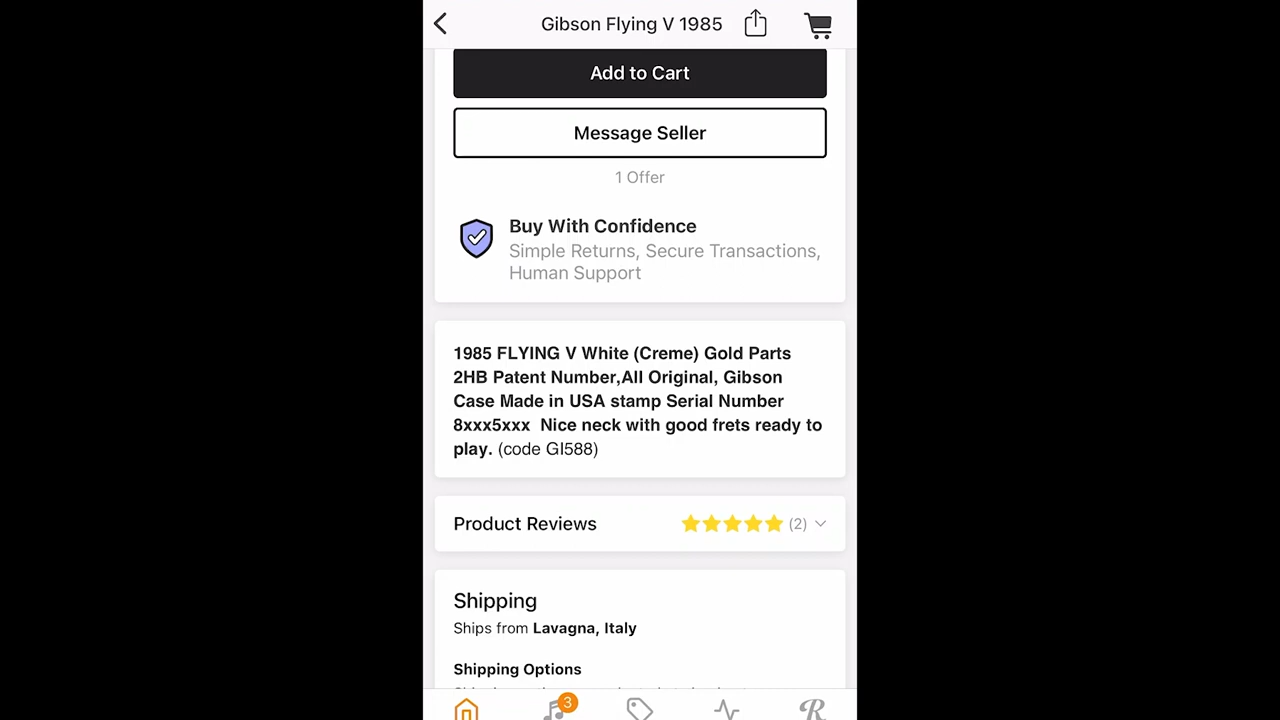 Gibson Flying V 1985
Add to Cart
Message Seller
1 Offer
Buy With Confidence
Simple Returns, Secure Transactions,
Human Support
1985 FLYING V White (Creme) Gold Parts
2HB Patent Number,All Original, Gibson
Case Made in USA stamp Serial Number
8xxx5xxx  Nice neck with good frets ready to
play. (code GI588)
Product Reviews (2)
Shipping
Ships from Lavagna, Italy
Shipping Options
3
R